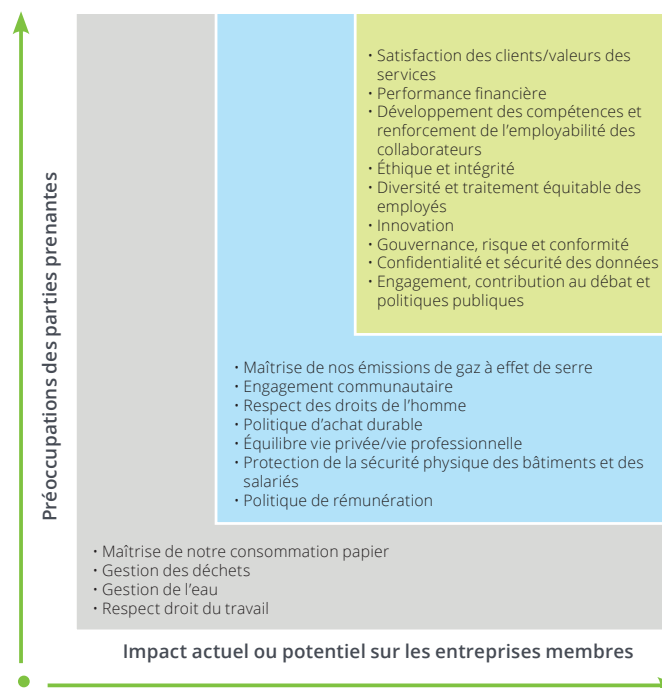 Préoccupations des parties prenantes
• Satisfaction des clients/valeurs des
services
• Performance financière
• Développement des compétences et
renforcement de l'employabilité des
collaborateurs
• Éthique et intégrité
• Diversité et traitement équitable des
employés
• Innovation
• Gouvernance, risque et conformité
• Confidentialité et sécurité des données
• Engagement, contribution au débat et
politiques publiques
• Maîtrise de nos émissions de gaz à effet de serre
• Engagement communautaire
• Respect des droits de l'homme
• Politique d'achat durable
• Équilibre vie privée/vie professionnelle
• Protection de la sécurité physique des bâtiments et des
salariés
• Politique de rémunération
• Maîtrise de notre consommation papier
• Gestion des déchets
• Gestion de l'eau
• Respect droit du travail
Impact actuel ou potentiel sur les entreprises membres